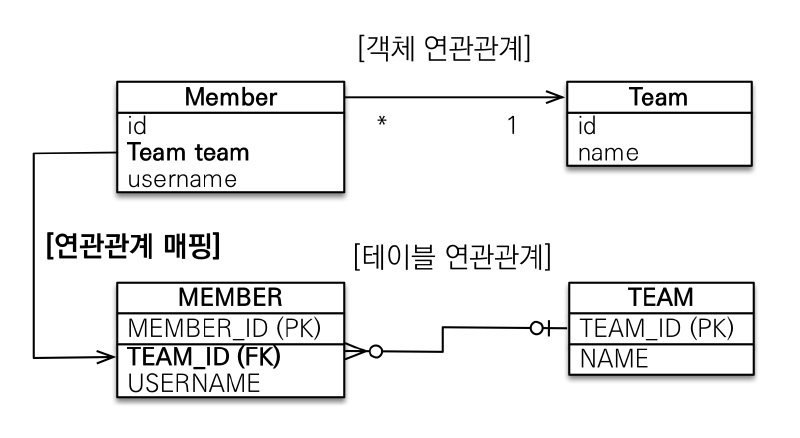 [객체 연관관계]
Member
id
Team team
username
* 1
Team
id
name
[연관관계 매핑]
[테이블 연관관계]
MEMBER
MEMBER_ID (PK)
TEAM_ID (FK)
USERNAME
TEAM
TEAM_ID (PK)
NAME